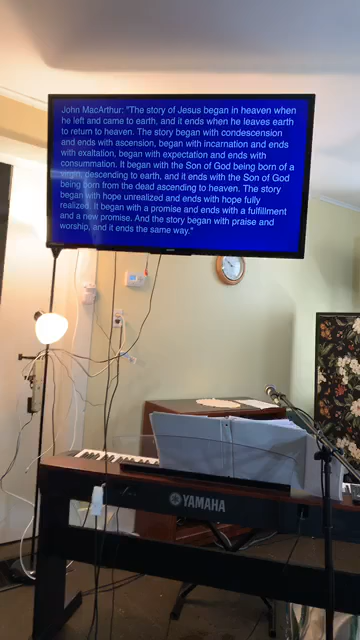 John MacArthur: "The story of Jesus began in heaven when
he left and came to earth, and it ends when he leaves earth
to return to heaven. The story began with condescension
and ends with ascension, began with incarnation and ends
with exaltation, began with expectation and ends with
consummation. It began with the Son of God being born of a
virgin, descending to earth, and it ends with the Son of God
being born from the dead ascending to heaven. The story
began with hope unrealized and ends with hope fully
realized. It began with a promise and ends with a fulfillment
and a new promise. And the story began with praise and
worship, and it ends the same way."
YAMAHA